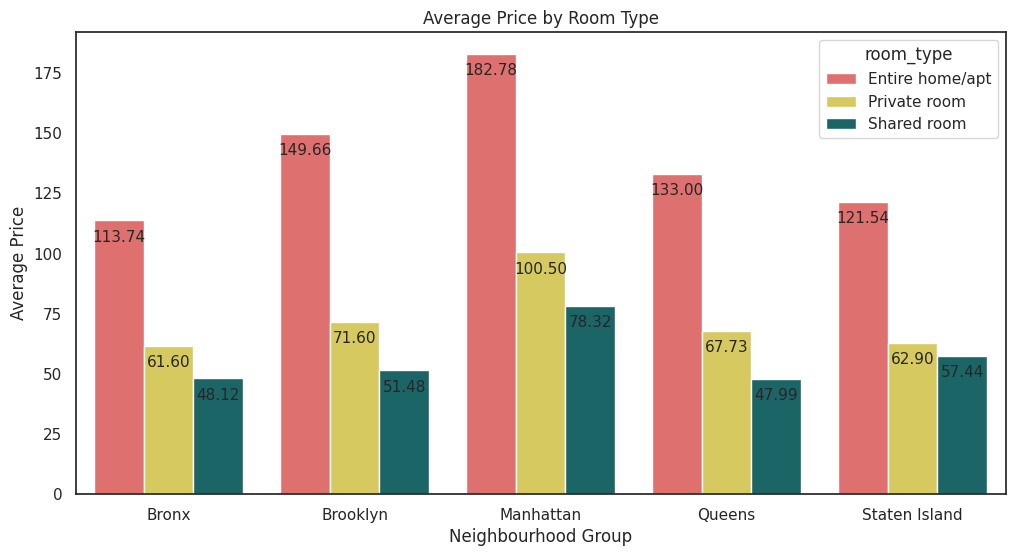 Average Price by Room Type
room_type
Entire home/apt
Private room
Shared room
Average Price
175
150
125
100
75
50
25
0
113.74
61.60
48.12
149.66
71.60
51.48
182.78
100.50
78.32
133.00
67.73
47.99
121.54
62.90
57.44
Bronx
Brooklyn
Manhattan
Queens
Staten Island
Neighbourhood Group